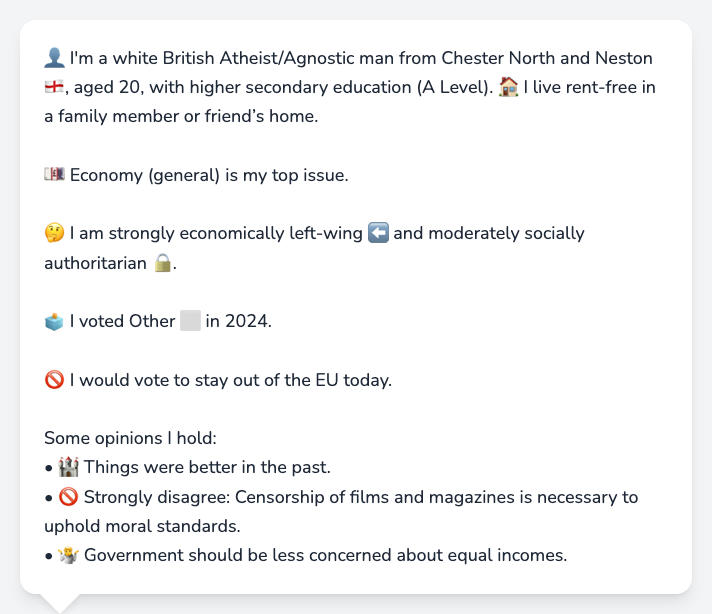 👤 I'm a white British Atheist/Agnostic man from Chester North and Neston
🏴󠁧󠁢󠁥󠁮󠁧󠁿, aged 20, with higher secondary education (A Level). 🏠 I live rent-free in
a family member or friend’s home.
💷 Economy (general) is my top issue.
🤔 I am strongly economically left-wing ⬅️ and moderately socially
authoritarian 🔒.
🗳️ I voted Other ⬜ in 2024.
🚫 I would vote to stay out of the EU today.
Some opinions I hold:
• 🏰 Things were better in the past.
• 🚫 Strongly disagree: Censorship of films and magazines is necessary to
uphold moral standards.
• 🤷 Government should be less concerned about equal incomes.